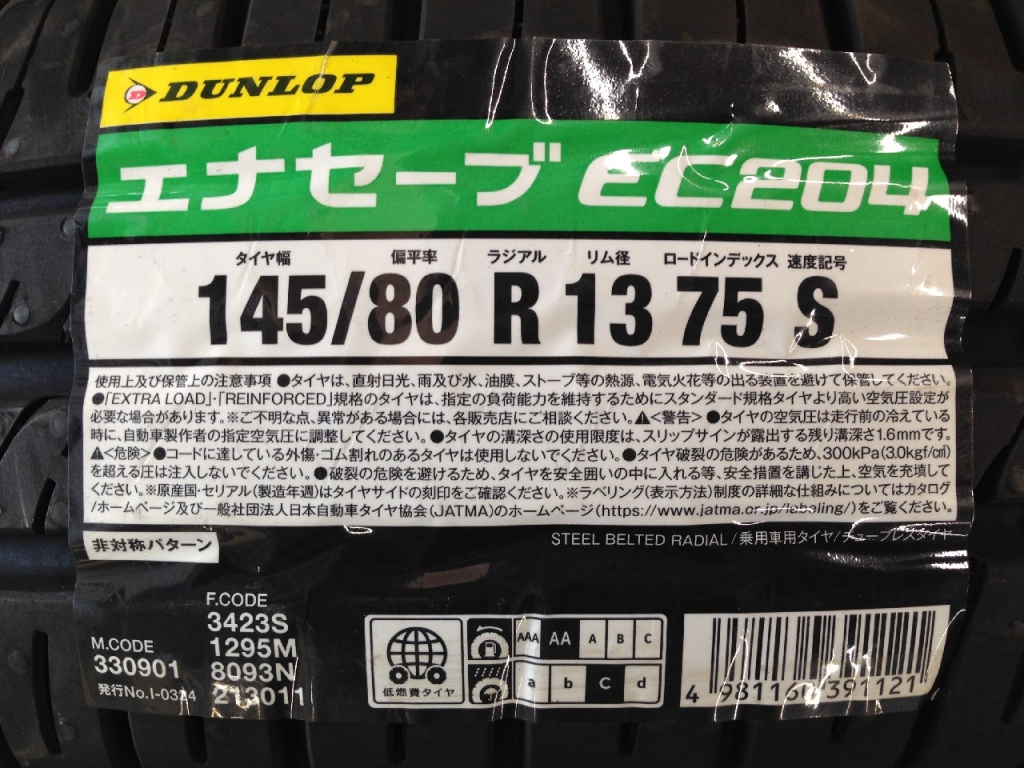 DUNLOP
エナセーブ EC204
タイヤ幅 偏平率 ラジアル リム径 ロードインデックス 速度記号
145/80 R 13 75 S
使用上及び保管上の注意事項 ●タイヤは、直射日光、雨及び水、油膜、ストーブ等の熱源、電気火花等の出る装置を避けて保管してください。
●「EXTRA LOAD」・「REINFORCED」規格のタイヤは、指定の負荷能力を維持するためにスタンダード規格タイヤより高い空気圧設定が
必要な場合があります。※ご不明な点、異常がある場合には、各販売店にご相談ください。⚠<警告> ●タイヤの空気圧は走行前の冷えている
時に、自動車製作者の指定空気圧に調整してください。●タイヤの溝深さの使用限度は、スリップサインが露出する残り溝深さ1.6mmです。
⚠<危険> ●コードに達している外傷・ゴム割れのあるタイヤは使用しないでください。●タイヤ破裂の危険があるため、300kPa(3.0kgf/c㎡)
を超える圧は注入しないでください。●破裂の危険を避けるため、タイヤを安全囲いの中に入れる等、安全措置を講じた上、空気を充填して
ください。※原産国・セリアル(製造年週)はタイヤサイドの刻印をご確認ください。※ラベリング(表示方法)制度の詳細な仕組みについてはカタログ
/ホームページ及び一般社団法人日本自動車タイヤ協会(JATMA)のホームページ(https://www.jatma.or.jp/labeling/)をご覧ください。
非対称パターン
STEEL BELTED RADIAL/乗用車用タイヤ/チューブレスタイヤ
F.CODE
3423S
M.CODE 1295M
330901 8093N
発行No.I-0324 213011
低燃費タイヤ
AAA AA A B C
a b c d
4 981160 391121